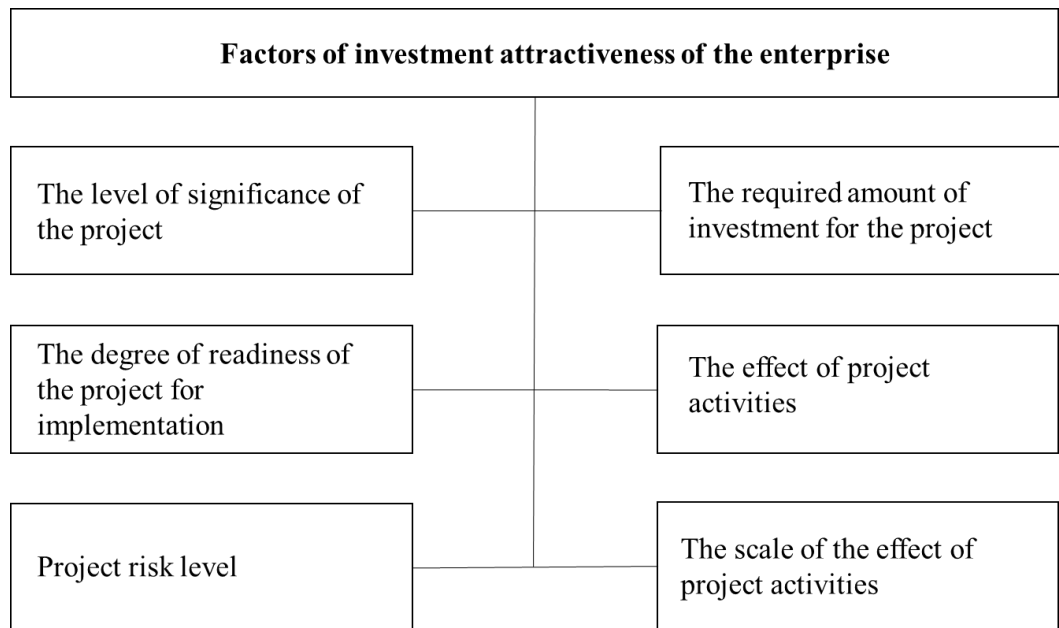 Factors of investment attractiveness of the enterprise
The level of significance of
the project
The required amount of
investment for the project
The degree of readiness of
the project for
implementation
The effect of project
activities
Project risk level
The scale of the effect of
project activities